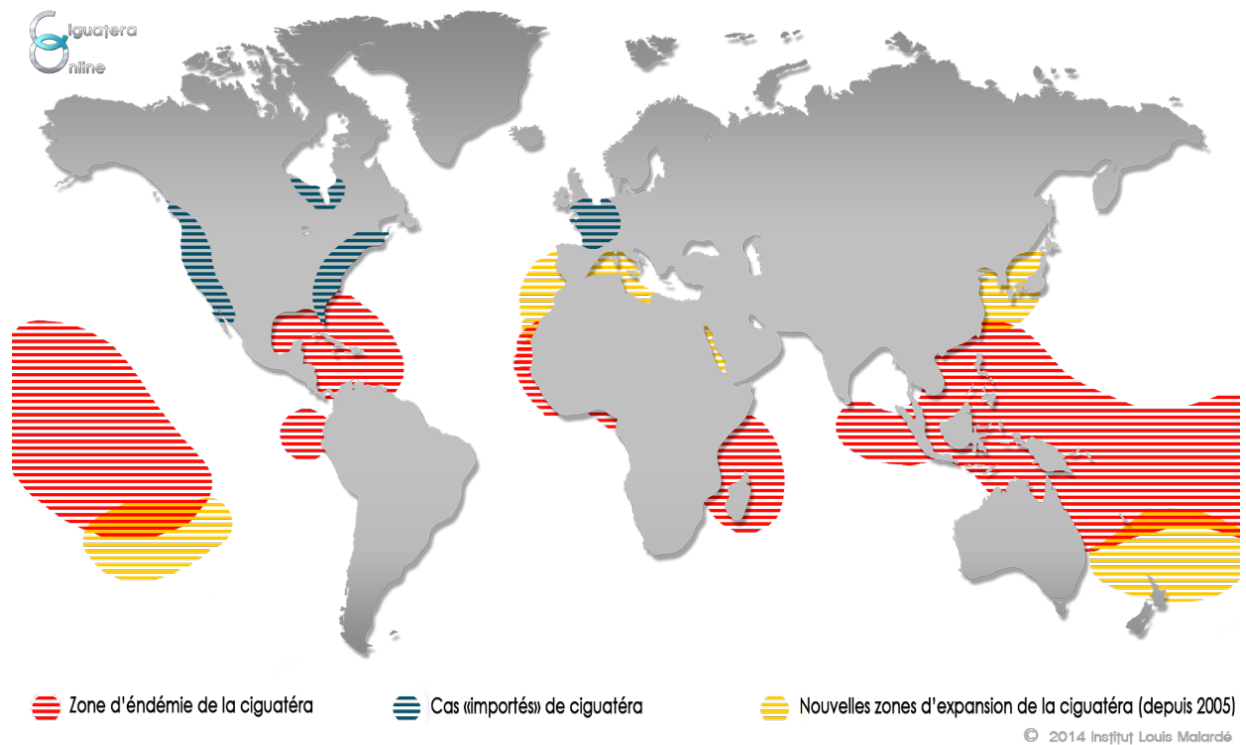 Ciguatera
Online
Zone d'éndémie de la ciguatéra
Cas «importés» de ciguatéra
Nouvelles zones d'expansion de la ciguatéra (depuis 2005)
© 2014 Institut Louis Malardé